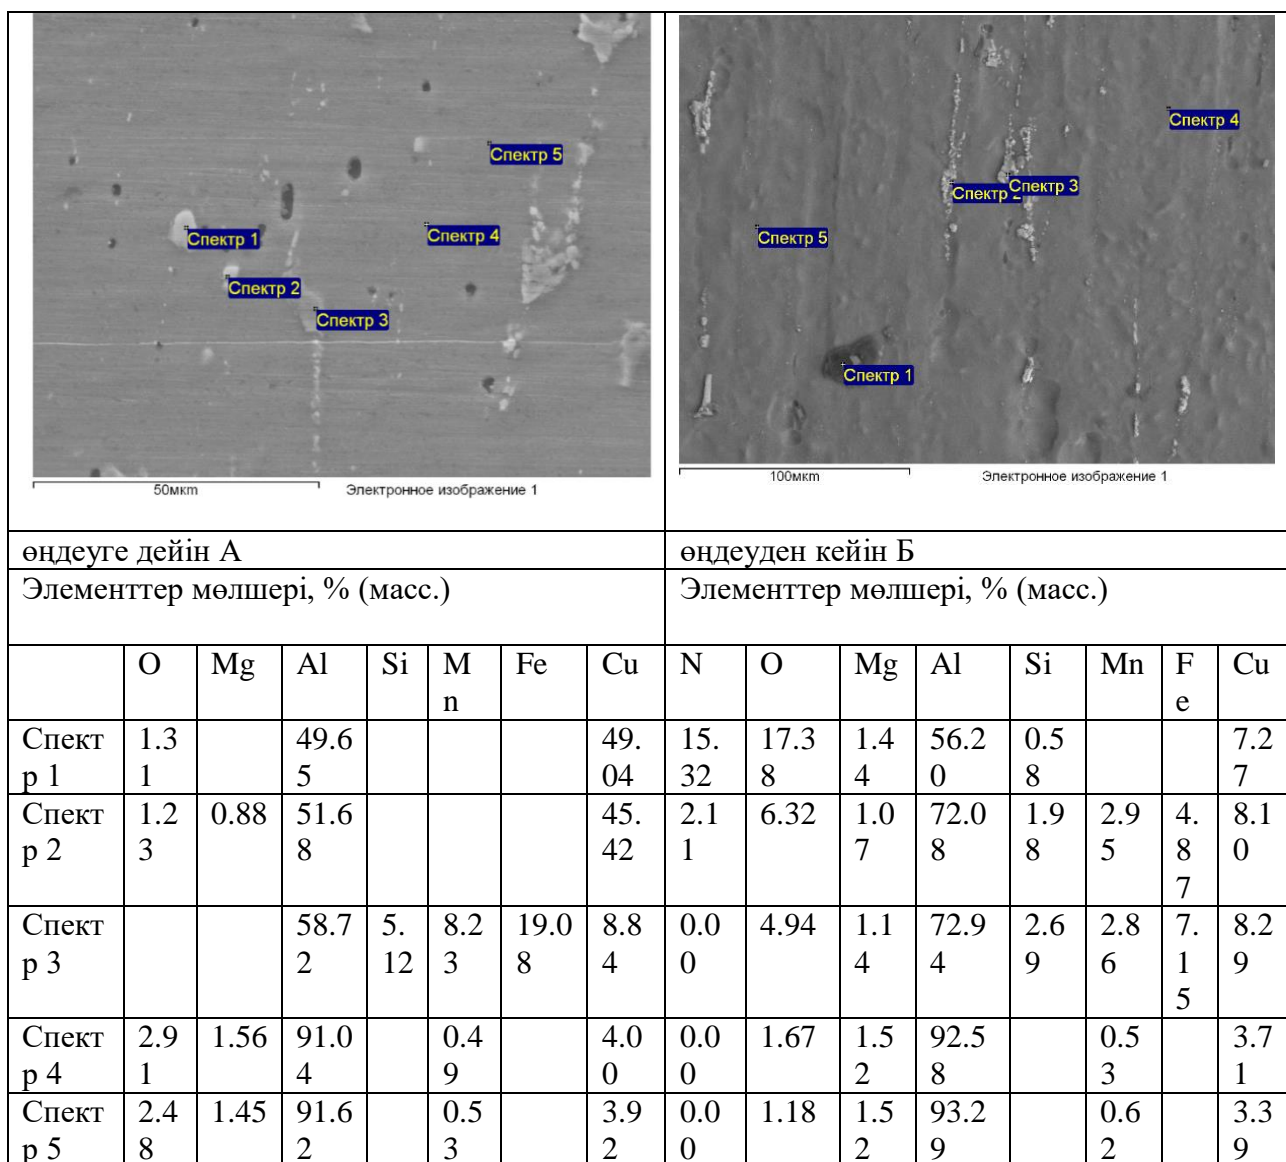 Спектр 5
Спектр 1
Спектр 4
Спектр 2
Спектр 3
50мкm Электронное изображение 1
Спектр 4
Спектр 2
Спектр 3
Спектр 5
Спектр 1
100мкm Электронное изображение 1
өңдеуге дейін А өңдеуден кейін Б
Элементтер мөлшері, % (масс.) Элементтер мөлшері, % (масс.)
O Mg Al Si M Fe Cu N O Mg Al Si Mn F Cu
n e
Спект 1.3 49.6 49. 15. 17.3 1.4 56.2 0.5 7.2
р 1 1 5 04 32 8 4 0 8 7
Спект 1.2 0.88 51.6 45. 2.1 6.32 1.0 72.0 1.9 2.9 4. 8.1
р 2 3 8 42 1 7 8 8 5 8 0
7
Спект 58.7 5. 8.2 19.0 8.8 0.0 4.94 1.1 72.9 2.6 2.8 7. 8.2
р 3 2 12 3 8 4 0 4 4 9 6 1 9
5
Спект 2.9 1.56 91.0 0.4 4.0 0.0 1.67 1.5 92.5 0.5 3.7
р 4 1 4 9 0 0 2 8 3 1
Спект 2.4 1.45 91.6 0.5 3.9 0.0 1.18 1.5 93.2 0.6 3.3
р 5 8 2 3 2 0 2 9 2 9